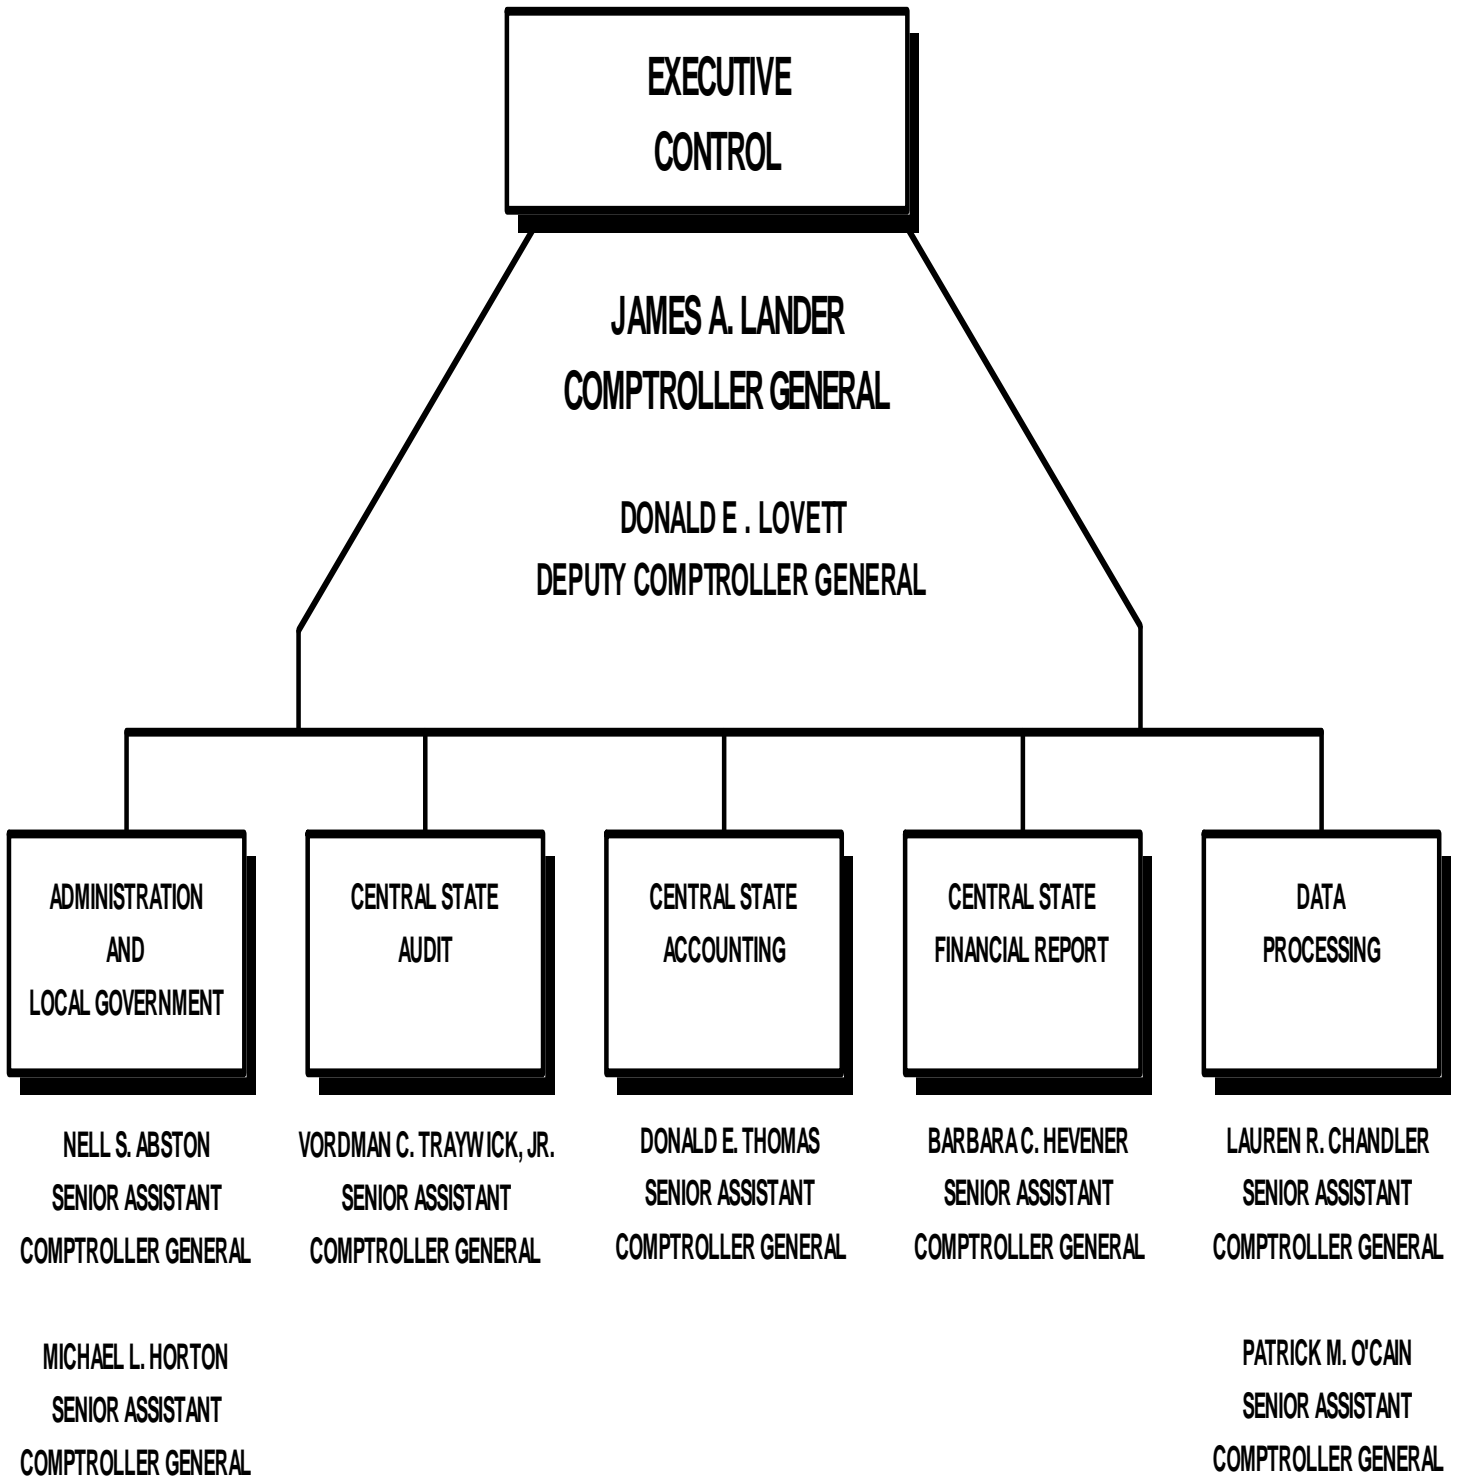 EXECUTIVE
CONTROL
JAMES A. LANDER
COMPTROLLER GENERAL
DONALD E . LOVETT
DEPUTY COMPTROLLER GENERAL
ADMINISTRATION
AND
LOCAL GOVERNMENT
CENTRAL STATE
AUDIT
CENTRAL STATE
ACCOUNTING
CENTRAL STATE
FINANCIAL REPORT
DATA
PROCESSING
NELL S. ABSTON
SENIOR ASSISTANT
COMPTROLLER GENERAL
MICHAEL L. HORTON
SENIOR ASSISTANT
COMPTROLLER GENERAL
VORDMAN C. TRAYWICK, JR.
SENIOR ASSISTANT
COMPTROLLER GENERAL
DONALD E. THOMAS
SENIOR ASSISTANT
COMPTROLLER GENERAL
BARBARA C. HEVENER
SENIOR ASSISTANT
COMPTROLLER GENERAL
LAUREN R. CHANDLER
SENIOR ASSISTANT
COMPTROLLER GENERAL
PATRICK M. O'CAIN
SENIOR ASSISTANT
COMPTROLLER GENERAL